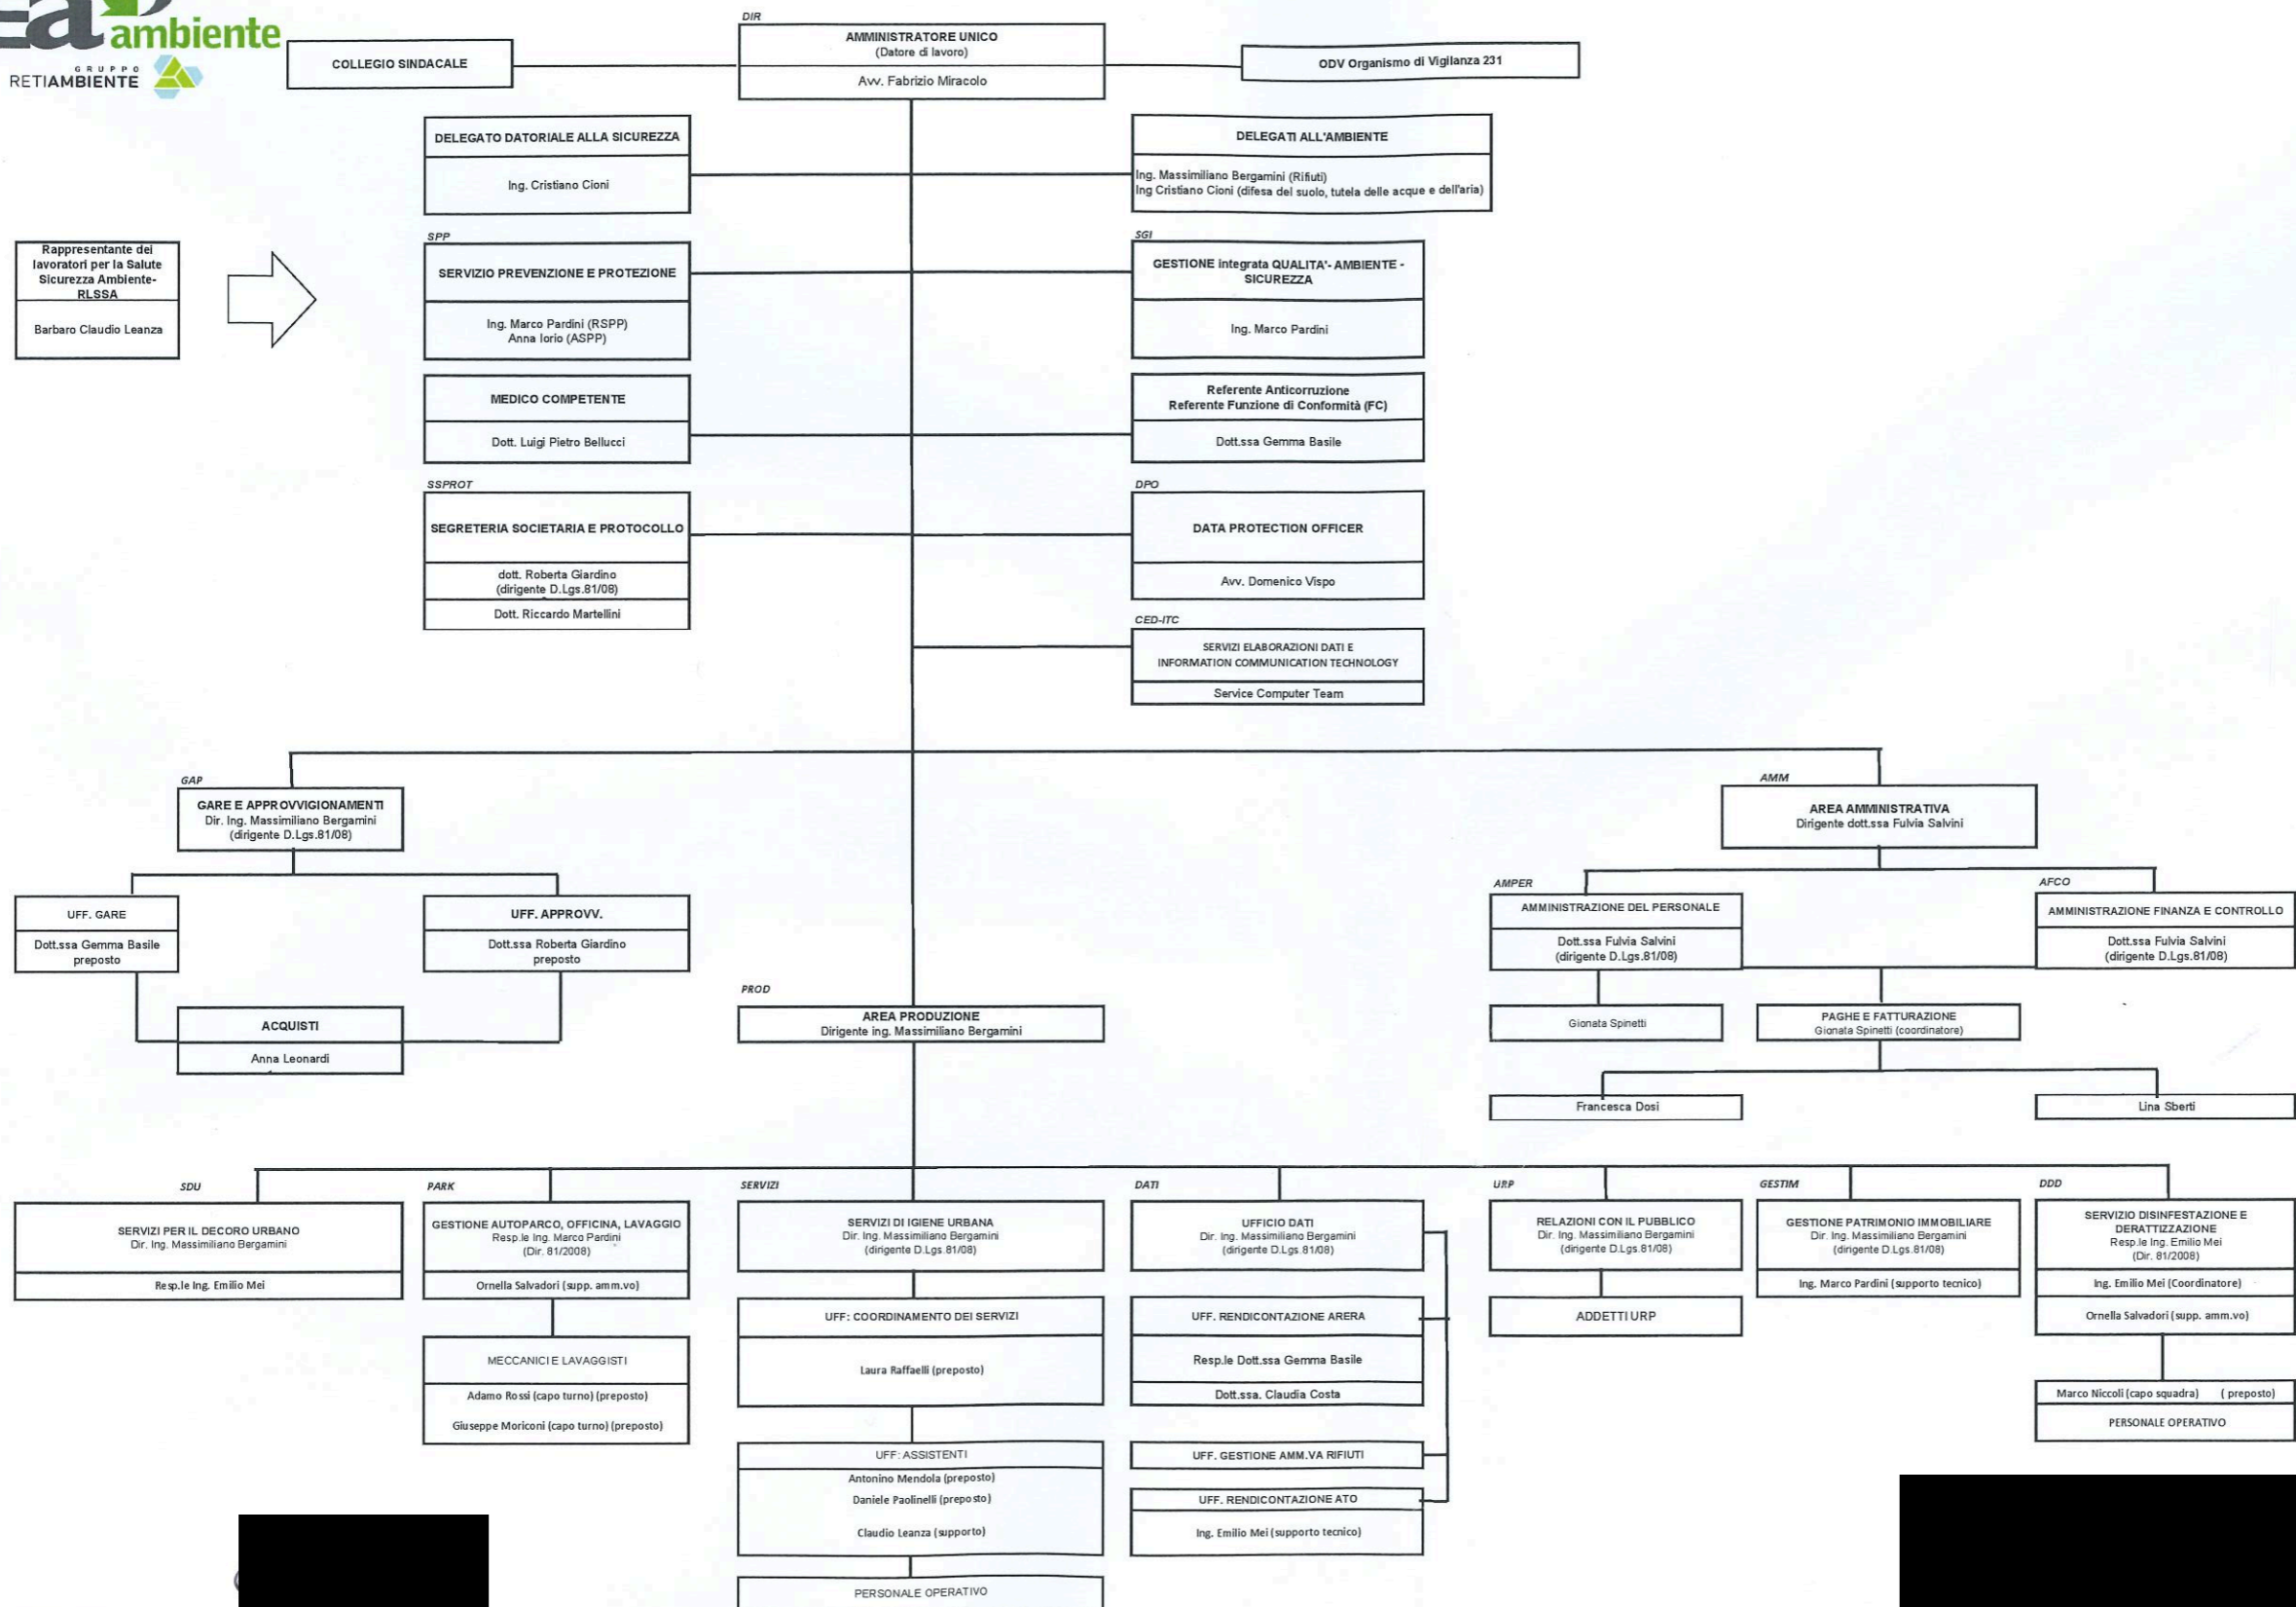 ambiente
GRUPPO
RETIAMBIENTE
DIR
AMMINISTRATORE UNICO
(Datore di lavoro)
Avv. Fabrizio Miracolo
COLLEGIO SINDACALE
ODV Organismo di Vigilanza 231
DELEGATO DATORIALE ALLA SICUREZZA
Ing. Cristiano Cioni
DELEGATI ALL'AMBIENTE
Ing. Massimiliano Bergamini (Rifiuti)
Ing Cristiano Cioni (difesa del suolo, tutela delle acque e dell'aria)
Rappresentante dei
lavoratori per la Salute
Sicurezza Ambiente-
RLSSA
Barbaro Claudio Leanza
SPP
SERVIZIO PREVENZIONE E PROTEZIONE
Ing. Marco Pardini (RSPP)
Anna Iorio (ASPP)
SGI
GESTIONE integrata QUALITA'- AMBIENTE -
SICUREZZA
Ing. Marco Pardini
MEDICO COMPETENTE
Dott. Luigi Pietro Bellucci
Referente Anticorruzione
Referente Funzione di Conformità (FC)
Dott.ssa Gemma Basile
SSPROT
SEGRETERIA SOCIETARIA E PROTOCOLLO
dott. Roberta Giardino
(dirigente D.Lgs.81/08)
Dott. Riccardo Martellini
DPO
DATA PROTECTION OFFICER
Avv. Domenico Vispo
CED-ITC
SERVIZI ELABORAZIONI DATI E
INFORMATION COMMUNICATION TECHNOLOGY
Service Computer Team
GAP
GARE E APPROVVIGIONAMENTI
Dir. Ing. Massimiliano Bergamini
(dirigente D.Lgs.81/08)
AMM
AREA AMMINISTRATIVA
Dirigente dott.ssa Fulvia Salvini
UFF. GARE
Dott.ssa Gemma Basile
preposto
UFF. APPROVV.
Dott.ssa Roberta Giardino
preposto
ACQUISTI
Anna Leonardi
AMPER
AMMINISTRAZIONE DEL PERSONALE
Dott.ssa Fulvia Salvini
(dirigente D.Lgs.81/08)
AFCO
AMMINISTRAZIONE FINANZA E CONTROLLO
Dott.ssa Fulvia Salvini
(dirigente D.Lgs.81/08)
Gionata Spinetti
PAGHE E FATTURAZIONE
Gionata Spinetti (coordinatore)
Francesca Dosi
Lina Sberti
PROD
AREA PRODUZIONE
Dirigente ing. Massimiliano Bergamini
SDU
SERVIZI PER IL DECORO URBANO
Dir. Ing. Massimiliano Bergamini
Resp.le Ing. Emilio Mei
PARK
GESTIONE AUTOPARCO, OFFICINA, LAVAGGIO
Resp.le Ing. Marco Pardini
(Dir. 81/2008)
Ornella Salvadori (supp. amm.vo)
MECCANICI E LAVAGGISTI
Adamo Rossi (capo turno) (preposto)
Giuseppe Moriconi (capo turno) (preposto)
SERVIZI
SERVIZI DI IGIENE URBANA
Dir. Ing. Massimiliano Bergamini
(dirigente D.Lgs.81/08)
UFF: COORDINAMENTO DEI SERVIZI
Laura Raffaelli (preposto)
UFF: ASSISTENTI
Antonino Mendola (preposto)
Daniele Paolinelli (preposto)
Claudio Leanza (supporto)
PERSONALE OPERATIVO
DATI
UFFICIO DATI
Dir. Ing. Massimiliano Bergamini
(dirigente D.Lgs.81/08)
UFF. RENDICONTAZIONE ARERA
Resp.le Dott.ssa Gemma Basile
Dott.ssa. Claudia Costa
UFF. GESTIONE AMM.VA RIFIUTI
UFF. RENDICONTAZIONE ATO
Ing. Emilio Mei (supporto tecnico)
URP
RELAZIONI CON IL PUBBLICO
Dir. Ing. Massimiliano Bergamini
(dirigente D.Lgs.81/08)
ADDETTI URP
GESTIM
GESTIONE PATRIMONIO IMMOBILIARE
Dir. Ing. Massimiliano Bergamini
(dirigente D.Lgs.81/08)
Ing. Marco Pardini (supporto tecnico)
DDD
SERVIZIO DISINFESTAZIONE E
DERATTIZZAZIONE
Resp.le Ing. Emilio Mei
(Dir. 81/2008)
Ing. Emilio Mei (Coordinatore)
Ornella Salvadori (supp. amm.vo)
Marco Niccoli (capo squadra) ( preposto)
PERSONALE OPERATIVO